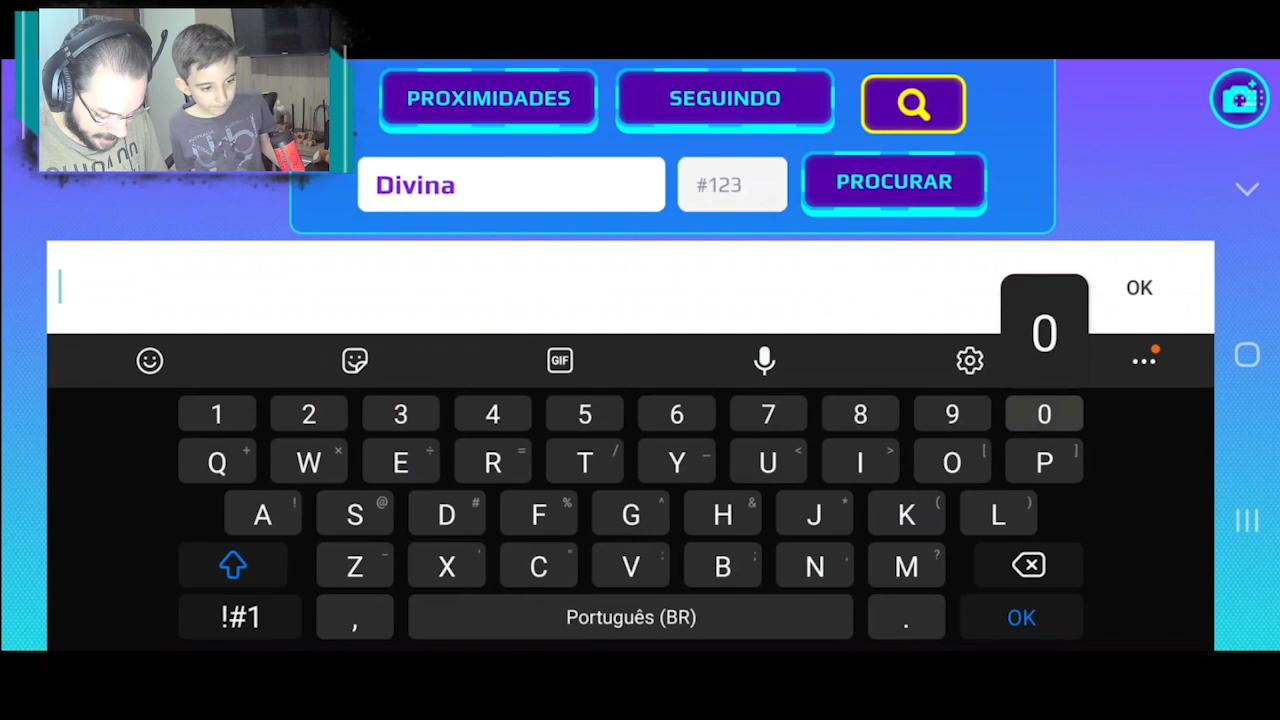 PROXIMIDADES SEGUINDO
Divina #123 PROCURAR
OK
0
GIF
1 2 3 4 5 6 7 8 9 0
Q + W × E ÷ R = T / Y _ U < I > O [ P ]
A ! S @ D # F % G ^ H & J * K ( L )
Z - X ' C " V : B ; N , M ?
!#1 , Português (BR) . OK